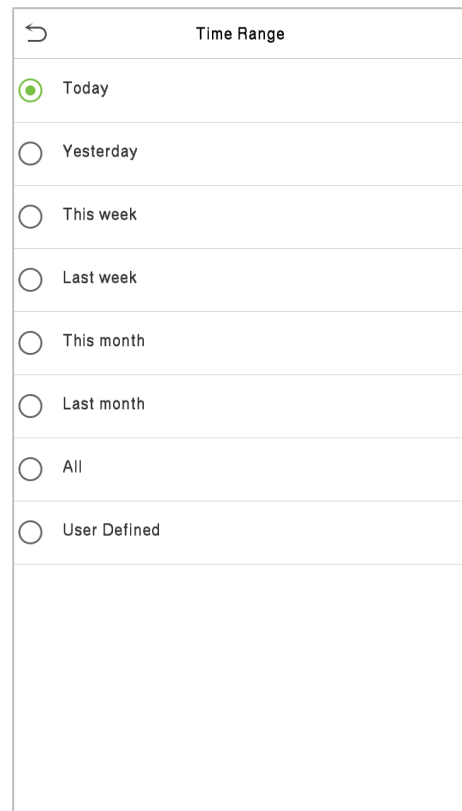 Time Range
Today
Yesterday
This week
Last week
This month
Last month
All
User Defined